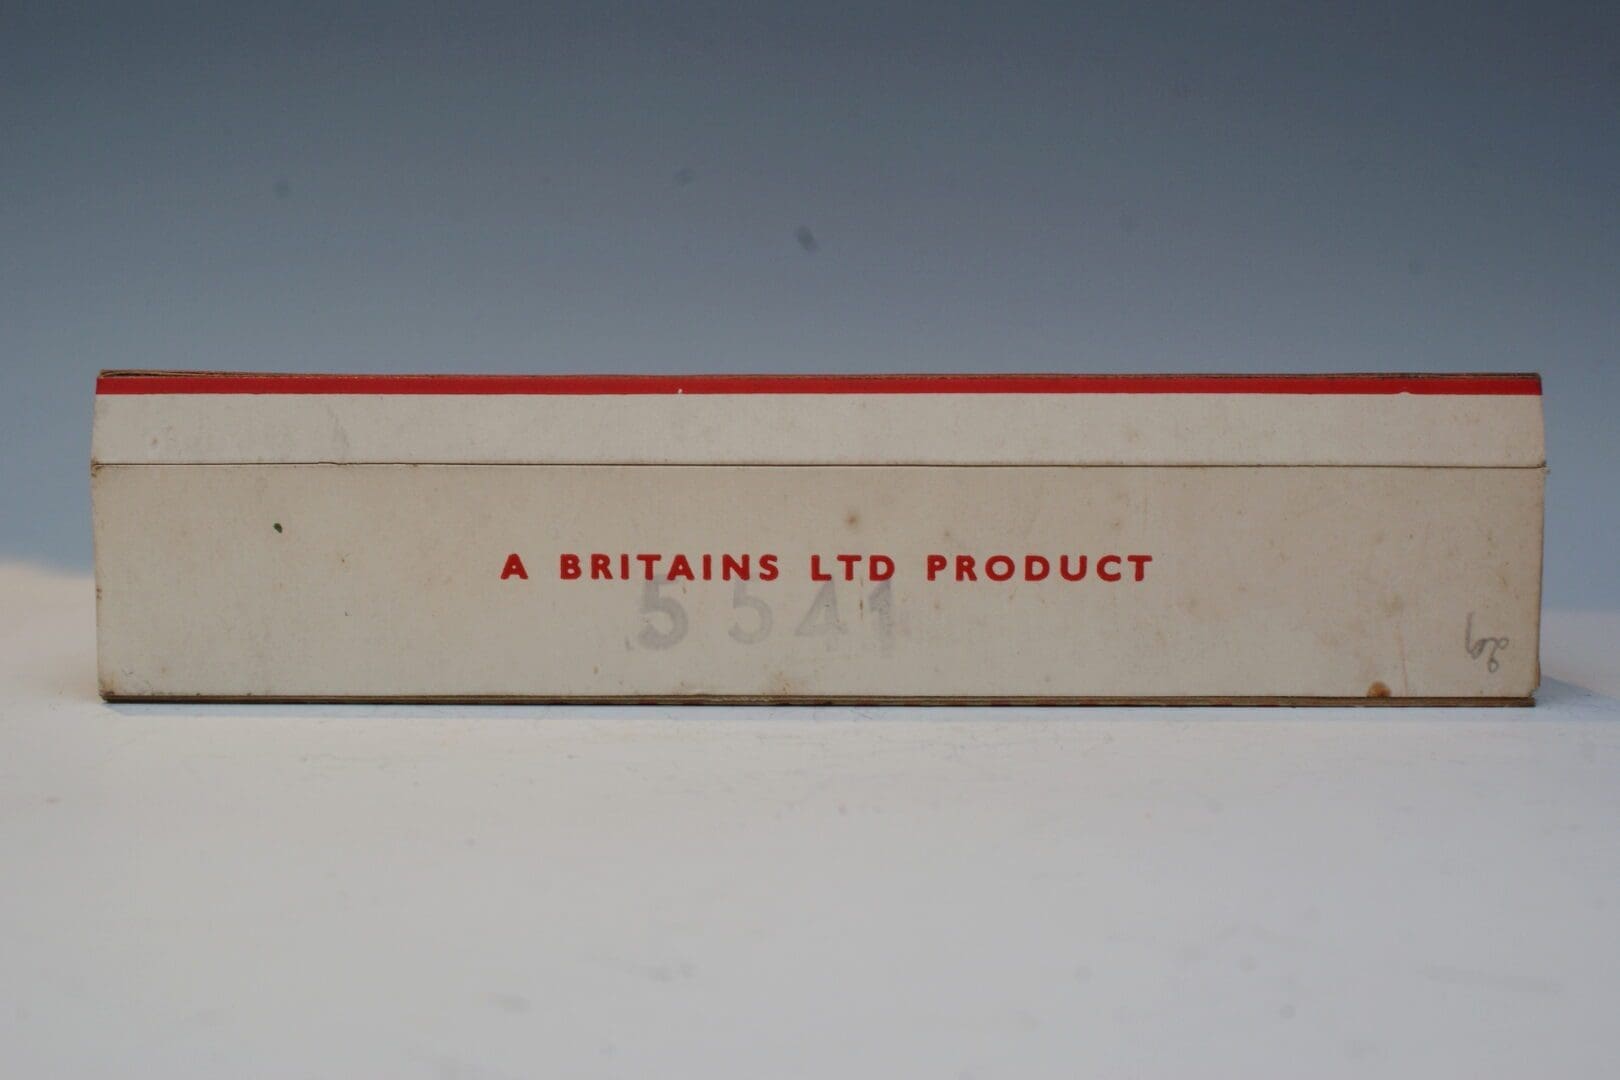 A BRITAINS LTD PRODUCT
5541